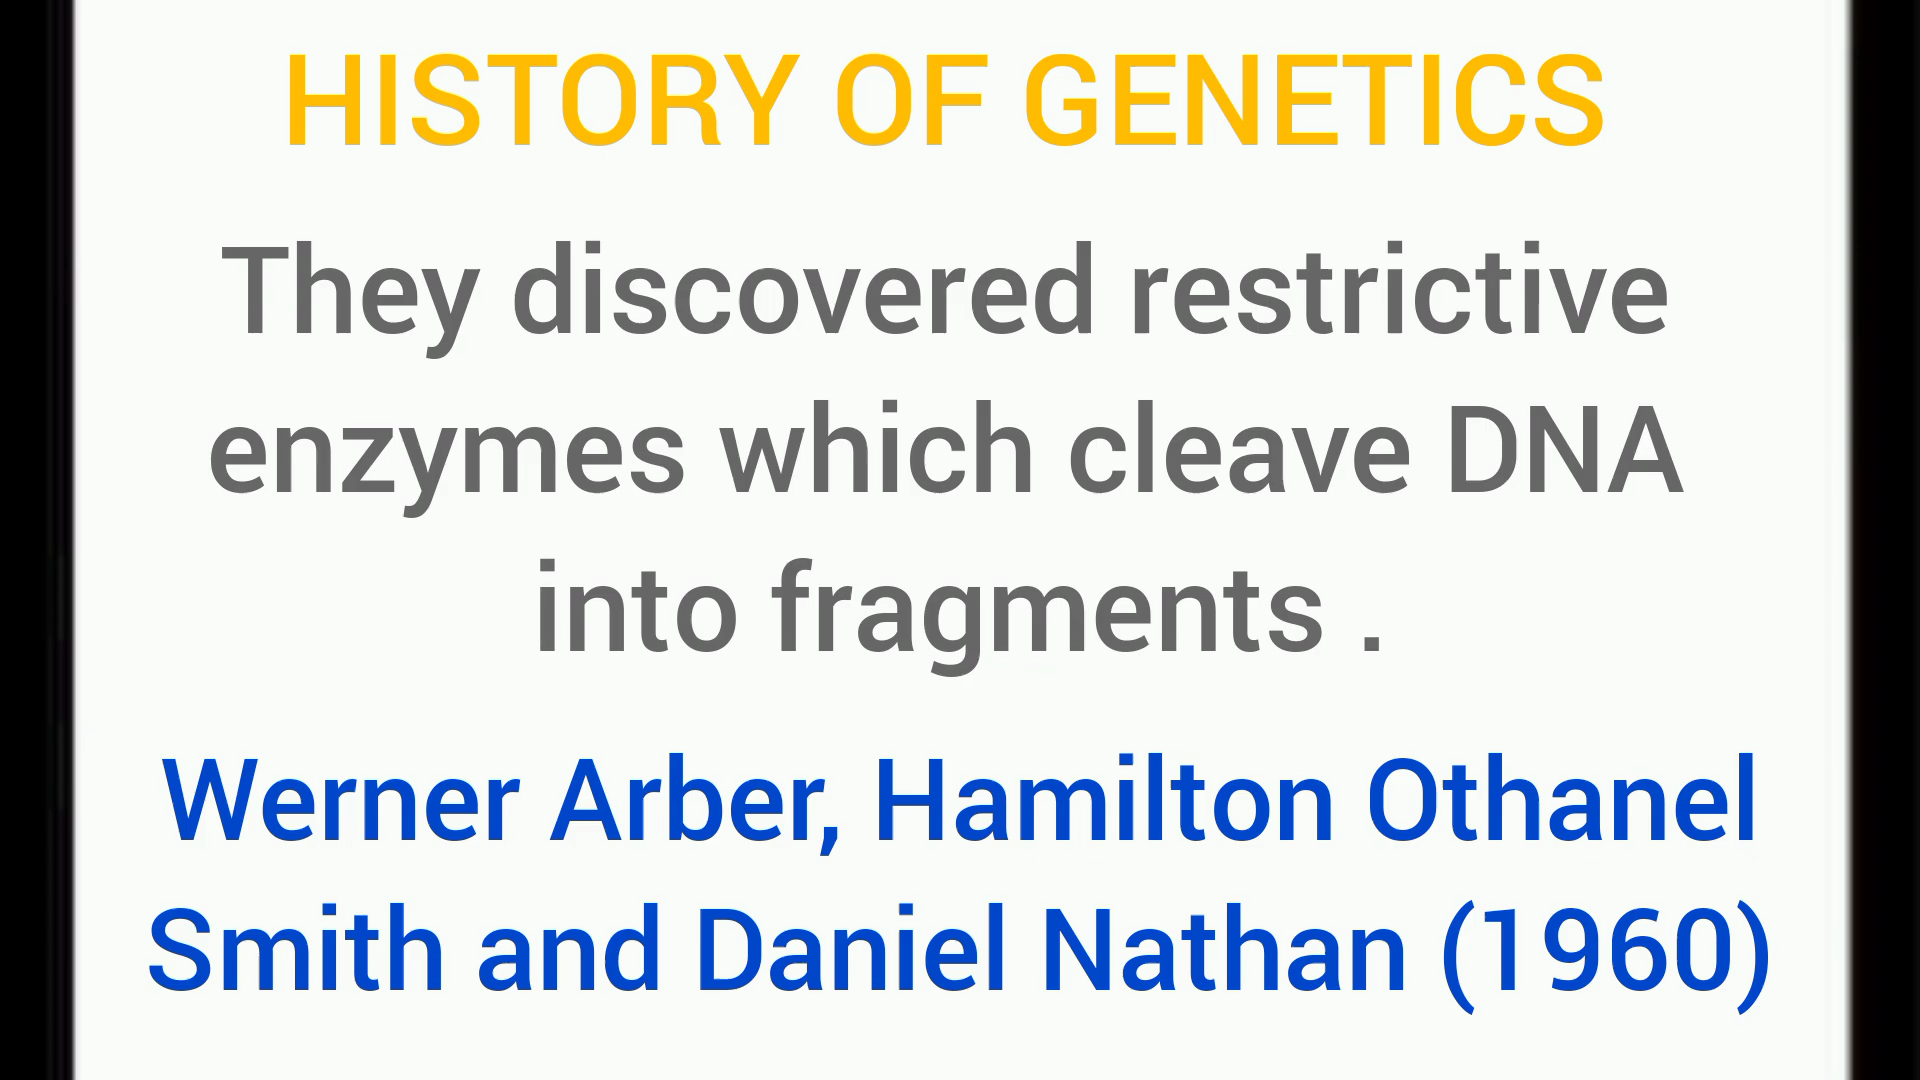 HISTORY OF GENETICS
They discovered restrictive
enzymes which cleave DNA
into fragments .
Werner Arber, Hamilton Othanel
Smith and Daniel Nathan (1960)